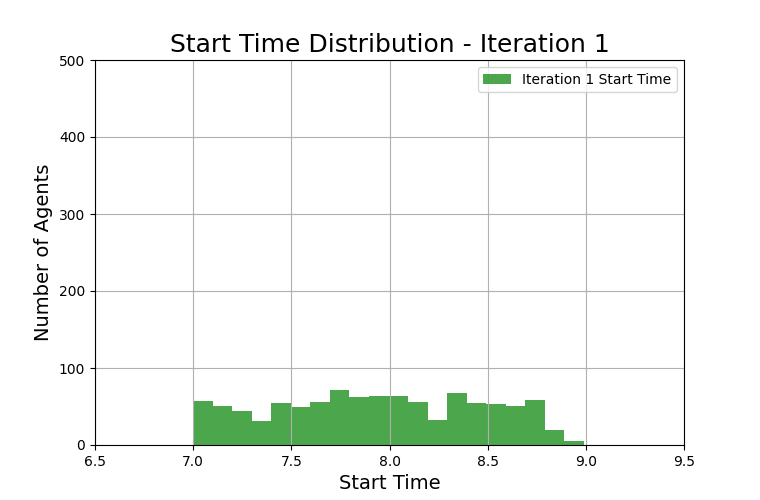 Start Time Distribution - Iteration 1
Iteration 1 Start Time
Number of Agents
500
400
300
200
100
0
6.5 7.0 7.5 8.0 8.5 9.0 9.5
Start Time